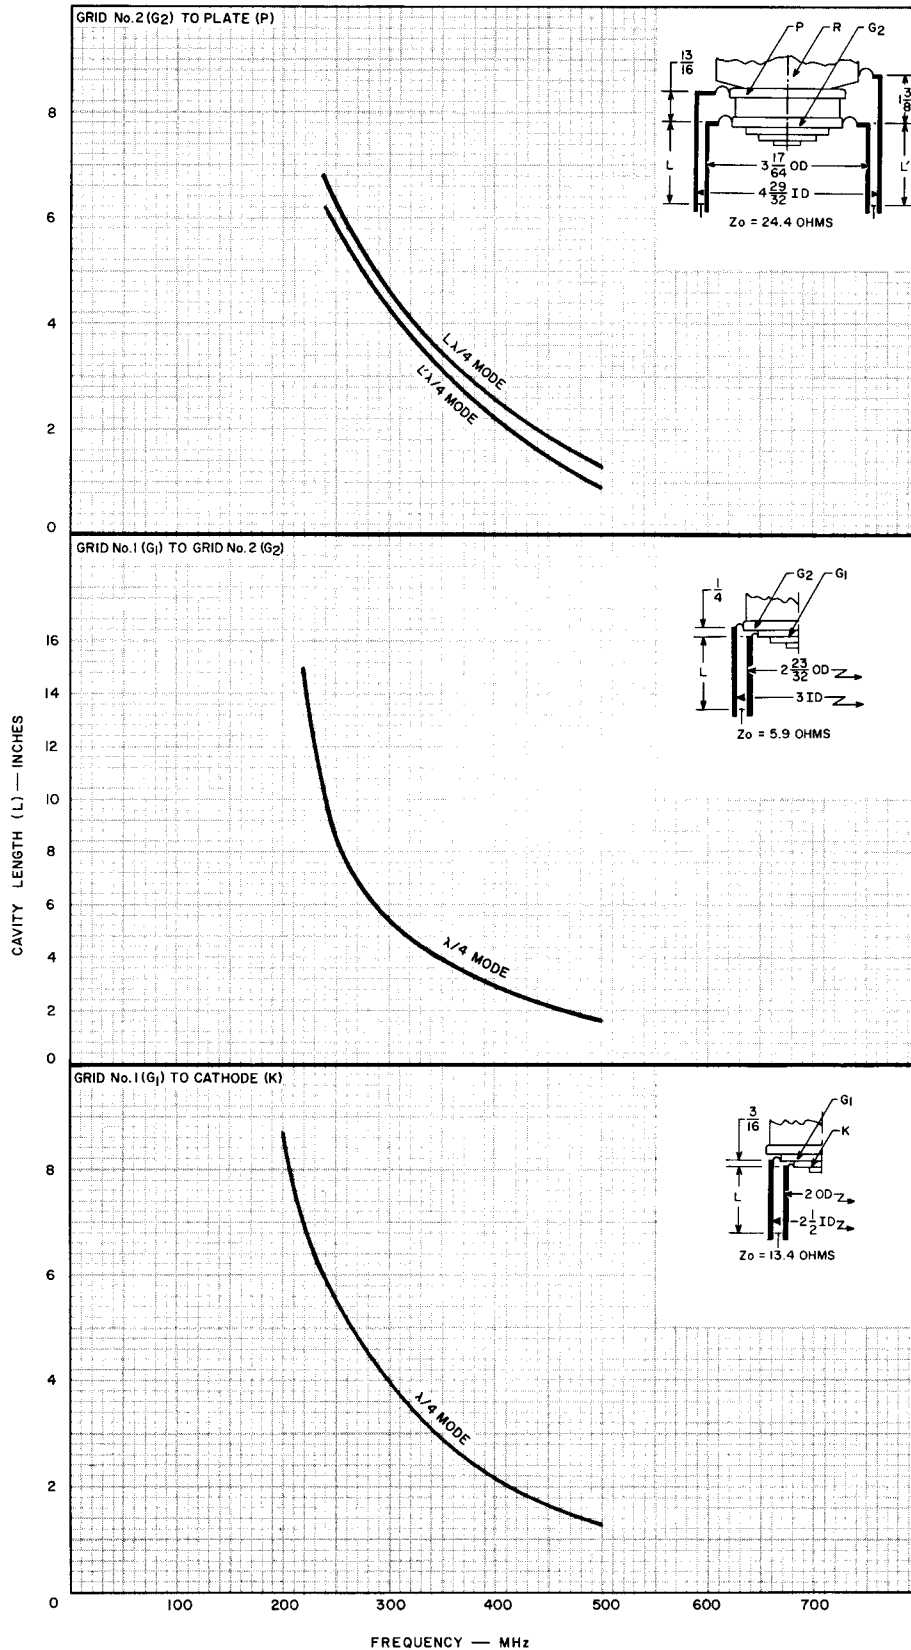 GRID No.2 (G2) TO PLATE (P)
8
6
4
2
0
Lλ/4 MODE
L'λ/4 MODE
P
R
G2
13/16
1 3/8
L
L'
3 17/64 OD
4 29/32 ID
Zo = 24.4 OHMS
GRID No.1 (G1) TO GRID No.2 (G2)
16
14
12
10
8
6
4
2
0
λ/4 MODE
G2
G1
1/4
L
2 23/32 OD
3 ID
Zo = 5.9 OHMS
CAVITY LENGTH (L) — INCHES
GRID No.1 (G1) TO CATHODE (K)
8
6
4
2
0
λ/4 MODE
G1
3/16
K
L
2 OD
2 1/2 ID
Zo = 13.4 OHMS
100 200 300 400 500 600 700
FREQUENCY — MHz